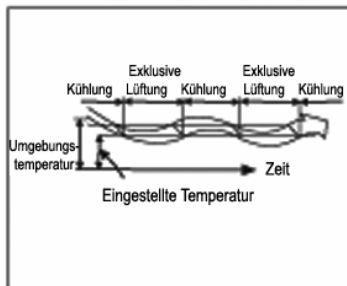 Exklusive Exklusive
Kühlung Lüftung Kühlung Lüftung Kühlung
Umgebungs-
temperatur
Zeit
Eingestellte Temperatur